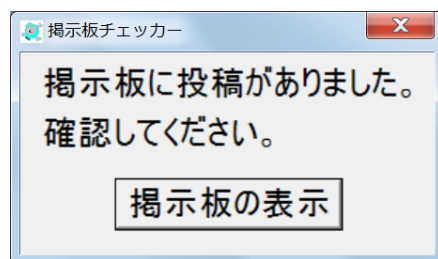 掲示板チェッカー
掲示板に投稿がありました。
確認してください。
掲示板の表示